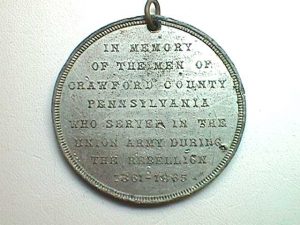 IN MEMORY
OF THE MEN OF
CRAWFORD COUNTY
PENNSYLVANIA
WHO SERVED IN THE
UNION ARMY DURING
THE REBELLION
1861-1865